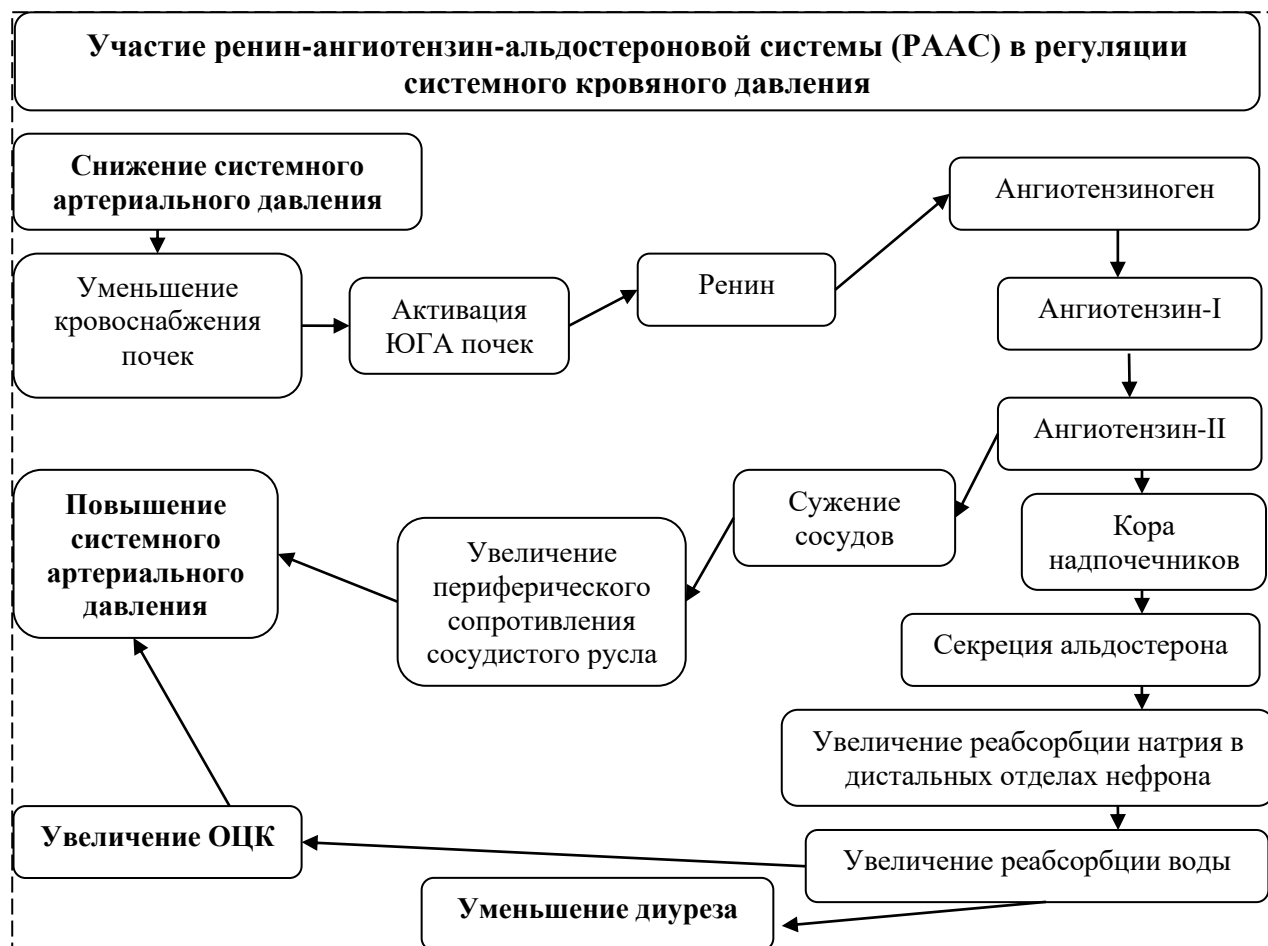 Участие ренин-ангиотензин-альдостероновой системы (РААС) в регуляции
системного кровяного давления
Снижение системного
артериального давления
Ангиотензиноген
Уменьшение
кровоснабжения
почек
Активация
ЮГА почек
Ренин
Ангиотензин-I
Ангиотензин-II
Повышение
системного
артериального
давления
Увеличение
периферического
сопротивления
сосудистого русла
Сужение
сосудов
Кора
надпочечников
Секреция альдостерона
Увеличение реабсорбции натрия в
дистальных отделах нефрона
Увеличение ОЦК
Увеличение реабсорбции воды
Уменьшение диуреза